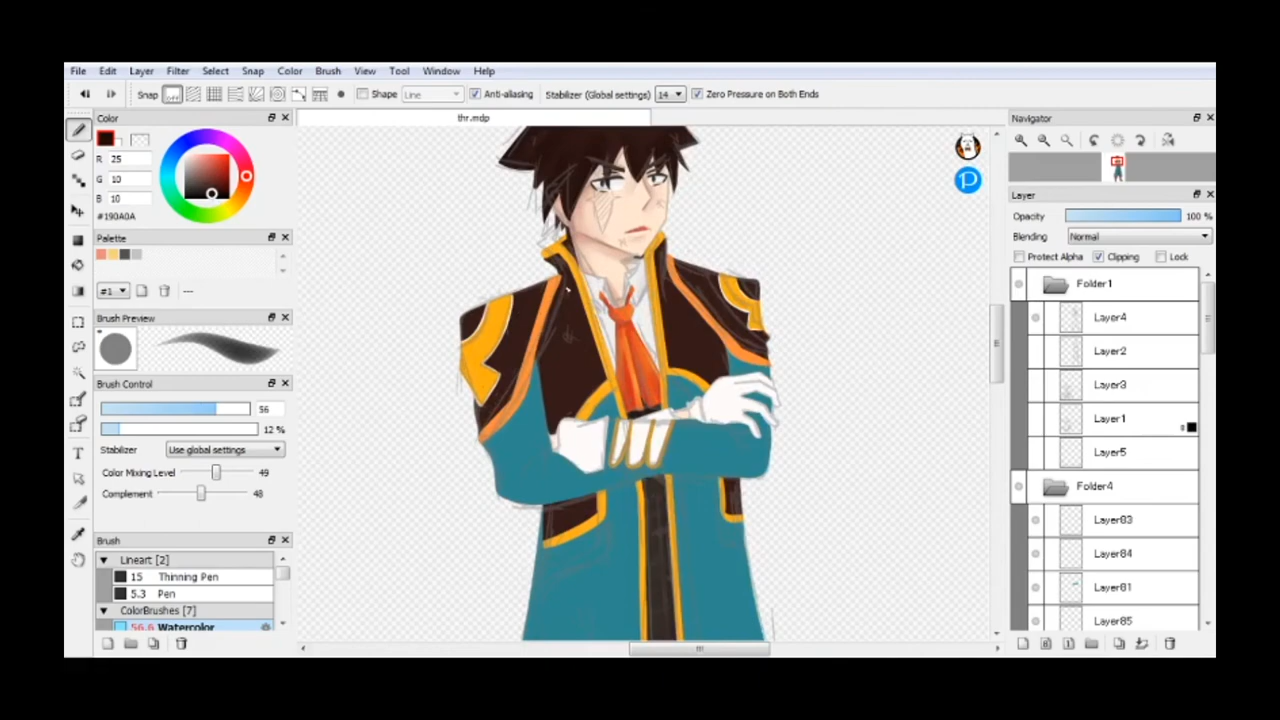 File Edit Layer Filter Select Snap Color Brush View Tool Window Help
Snap off Shape Line Anti-aliasing Stabilizer (Global settings) 14 Zero Pressure on Both Ends
Color
R 25
G 10
B 10
#190A0A
Palette
#1
---
Brush Preview
Brush Control
56
12 %
Stabilizer Use global settings
Color Mixing Level 49
Complement 48
Brush
Lineart [2]
15 Thinning Pen
5.3 Pen
ColorBrushes [7]
56.6 Watercolor
thr.mdp
P
Navigator
Layer
Opacity 100 %
Blending Normal
Protect Alpha Clipping Lock
Folder1
Layer4
Layer2
Layer3
Layer1
Layer5
Folder4
Layer83
Layer84
Layer81
Layer85